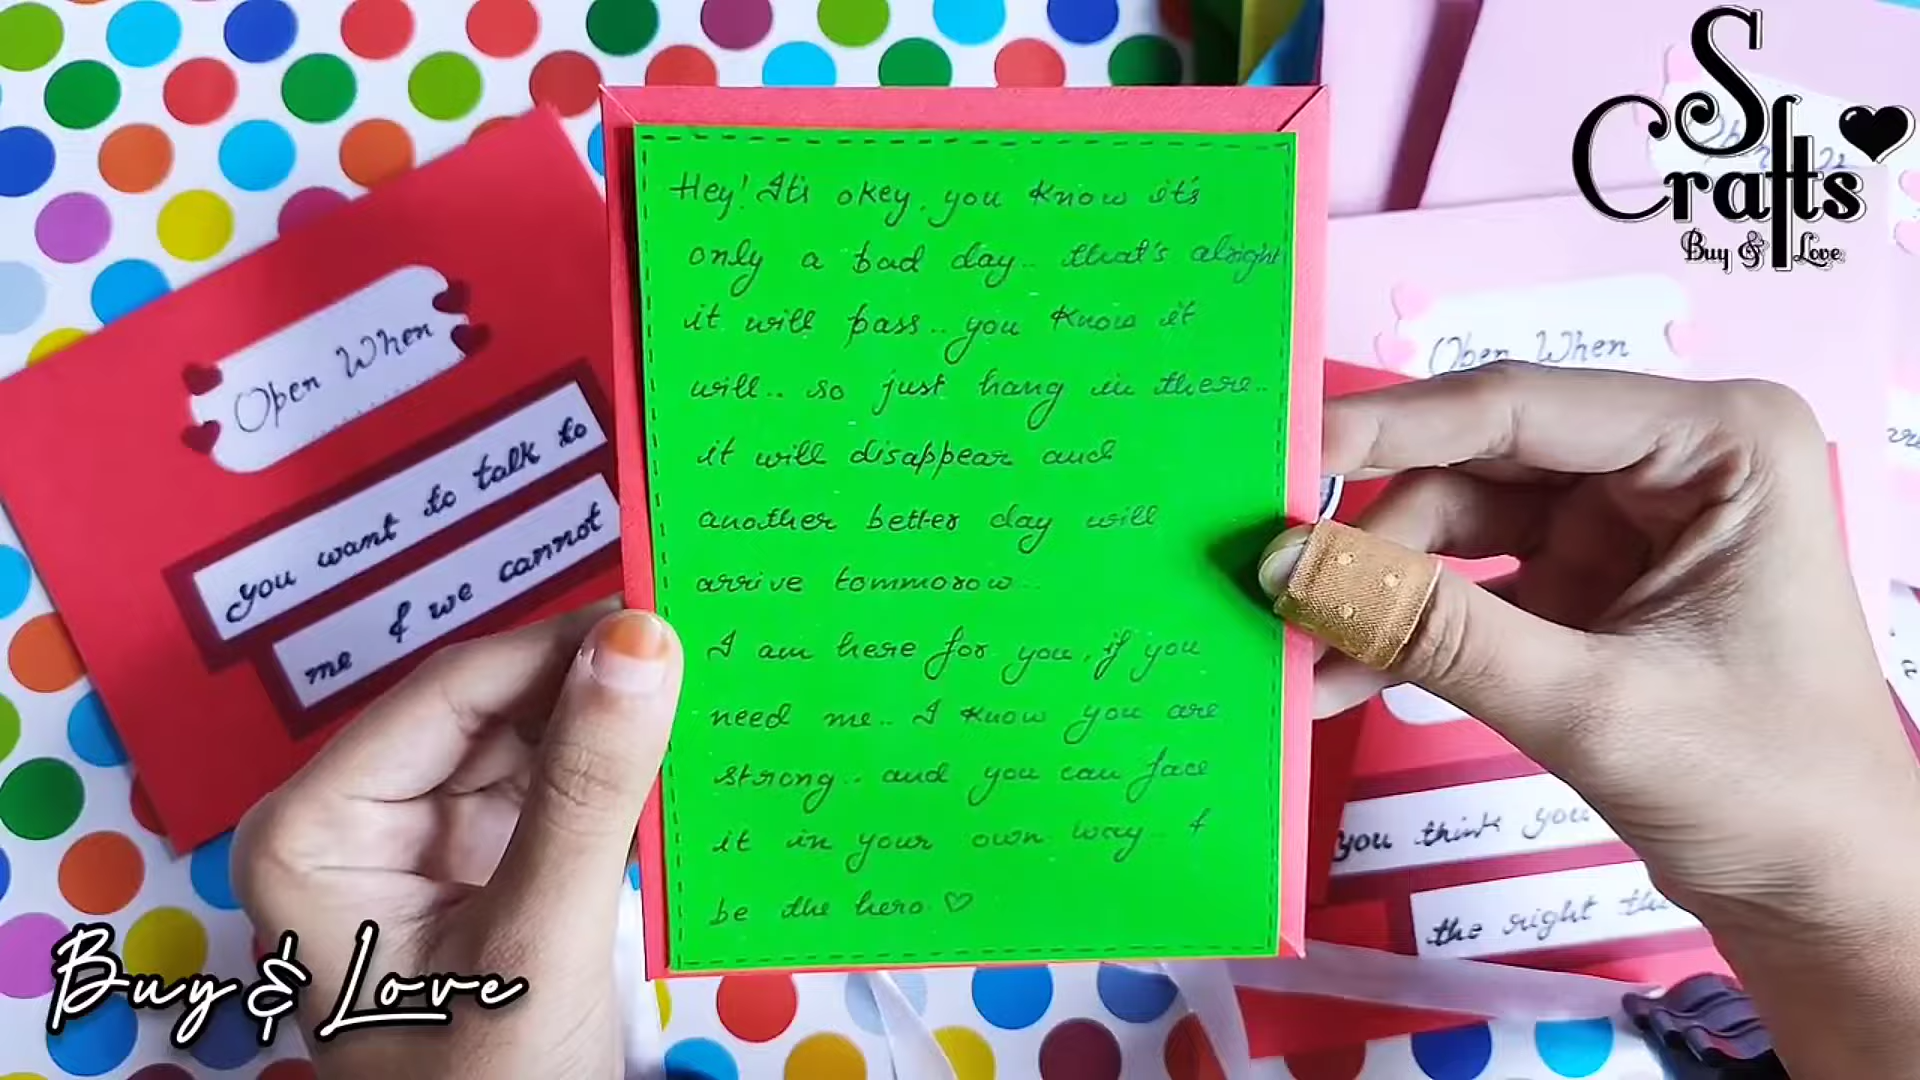 Hey! It's okey, you know it's
only a bad day.. that's alright
it will pass.. you know it
will.. so just hang in there..
it will disappear and
another better day will
arrive tommorow...
I am here for you, if you
need me.. I know you are
strong.. and you can face
it in your own way.. &
be the hero. ♡
Open When
you want to talk to
me & we cannot
Open When
you think you
the right
S
Crafts
Buy & Love
Buy & Love